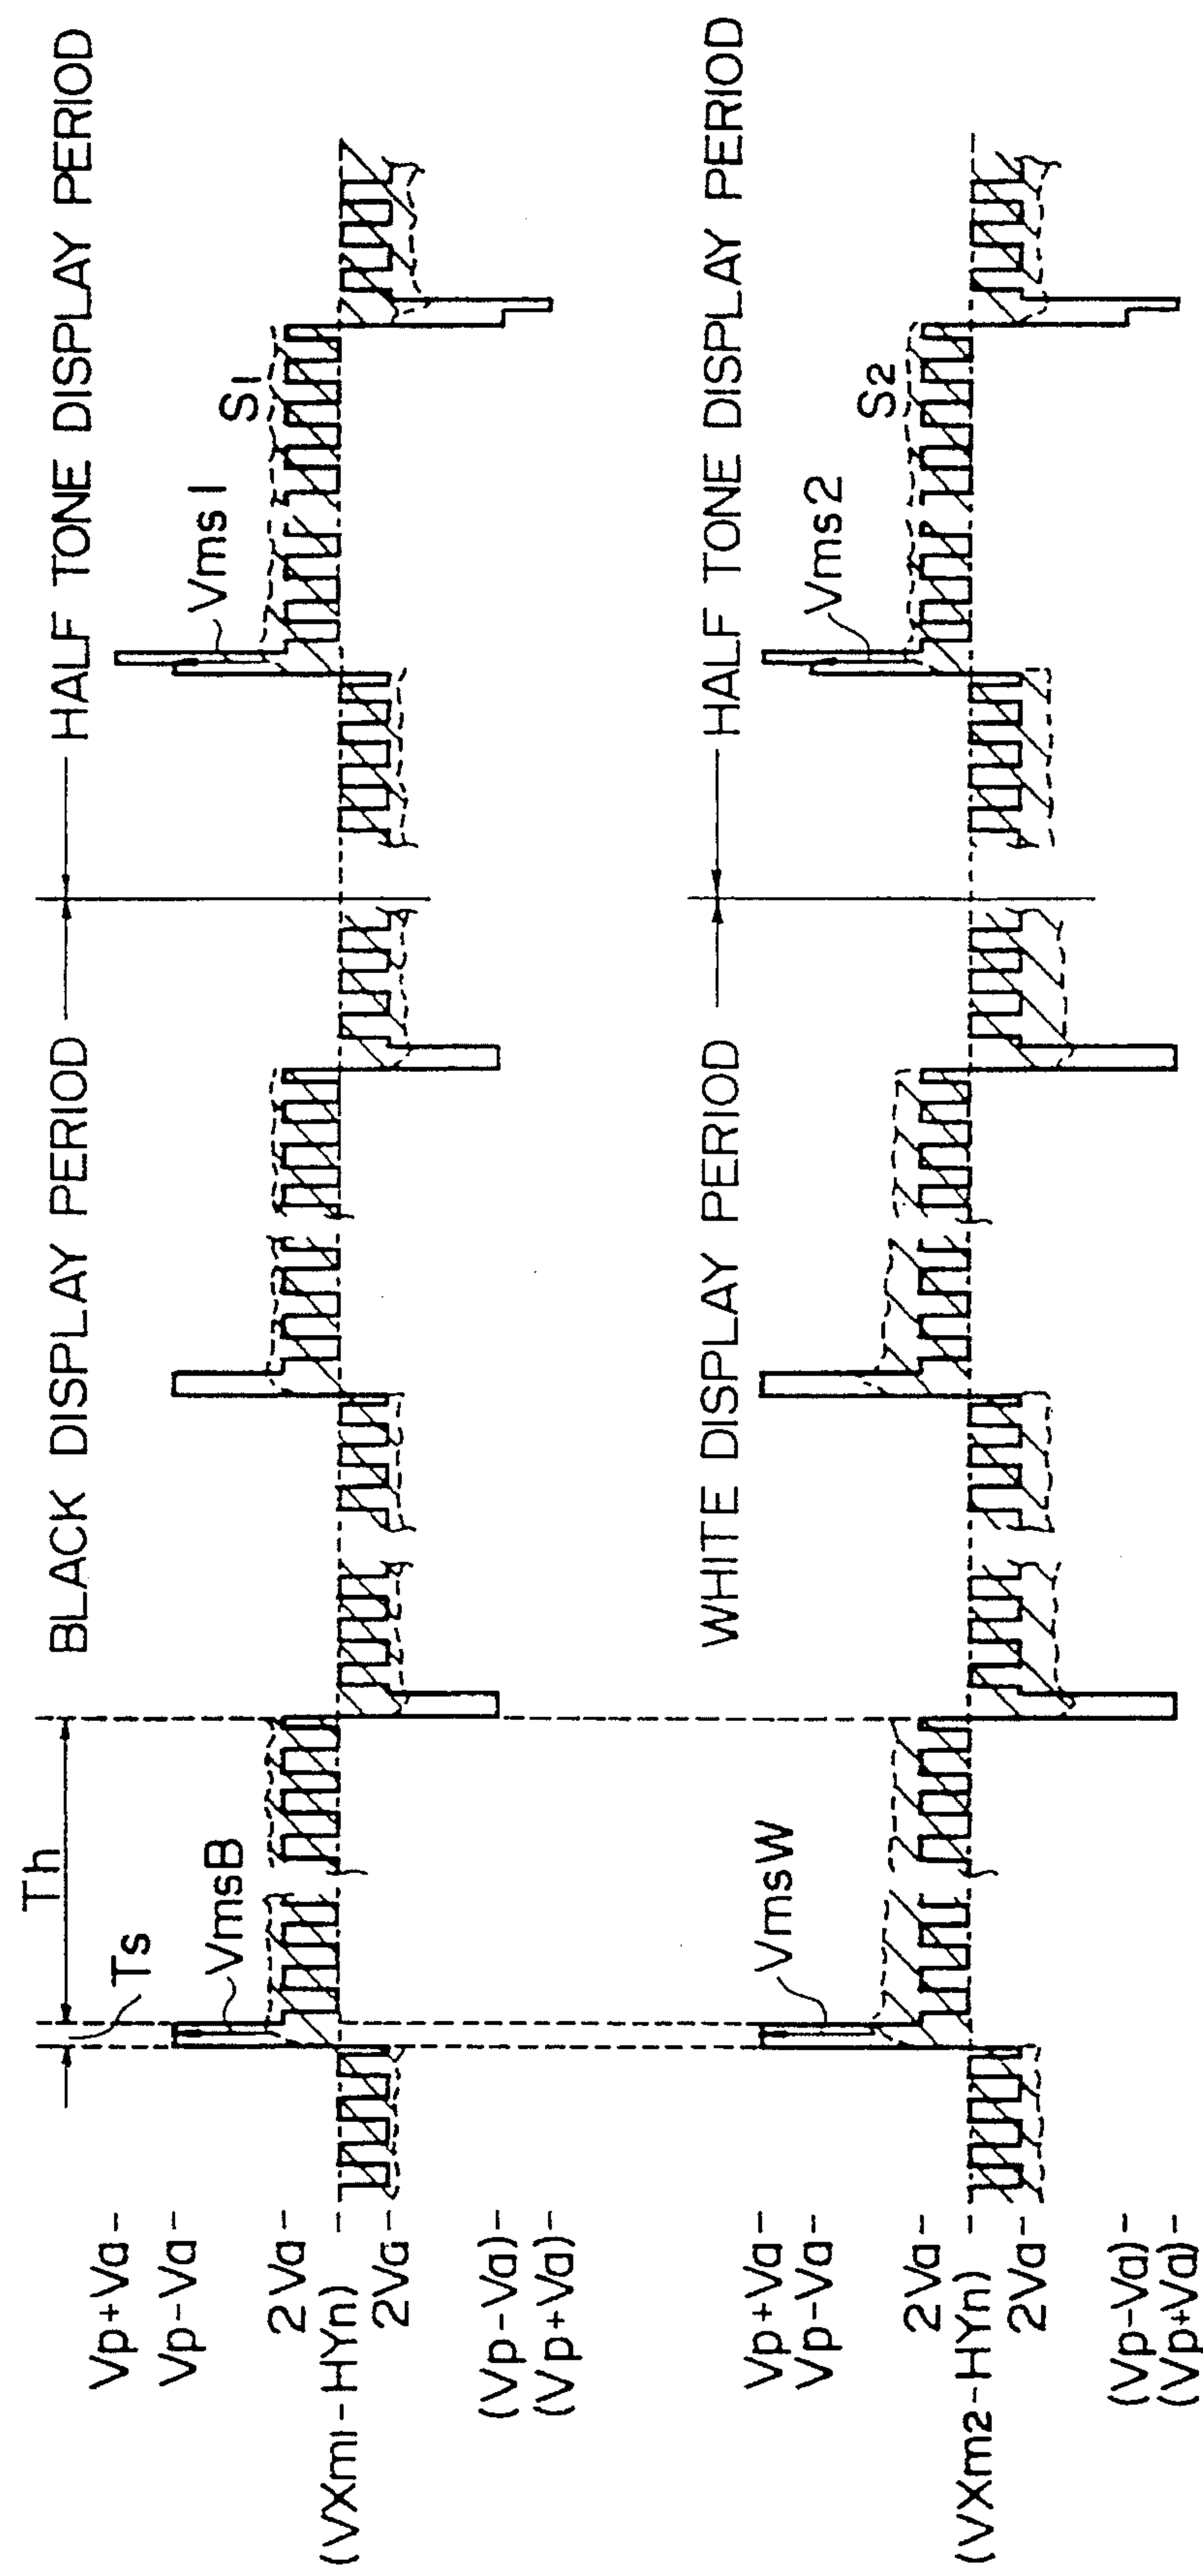 BLACK DISPLAY PERIOD
HALF TONE DISPLAY PERIOD
Th
Ts
VmsB
Vms1
S1
Vp+Va
Vp-Va
2Va
(VXm1-HYn)
2Va
(Vp-Va)
(Vp+Va)
WHITE DISPLAY PERIOD
HALF TONE DISPLAY PERIOD
VmsW
Vms2
S2
Vp+Va
Vp-Va
2Va
(VXm2-HYn)
2Va
(Vp-Va)
(Vp+Va)